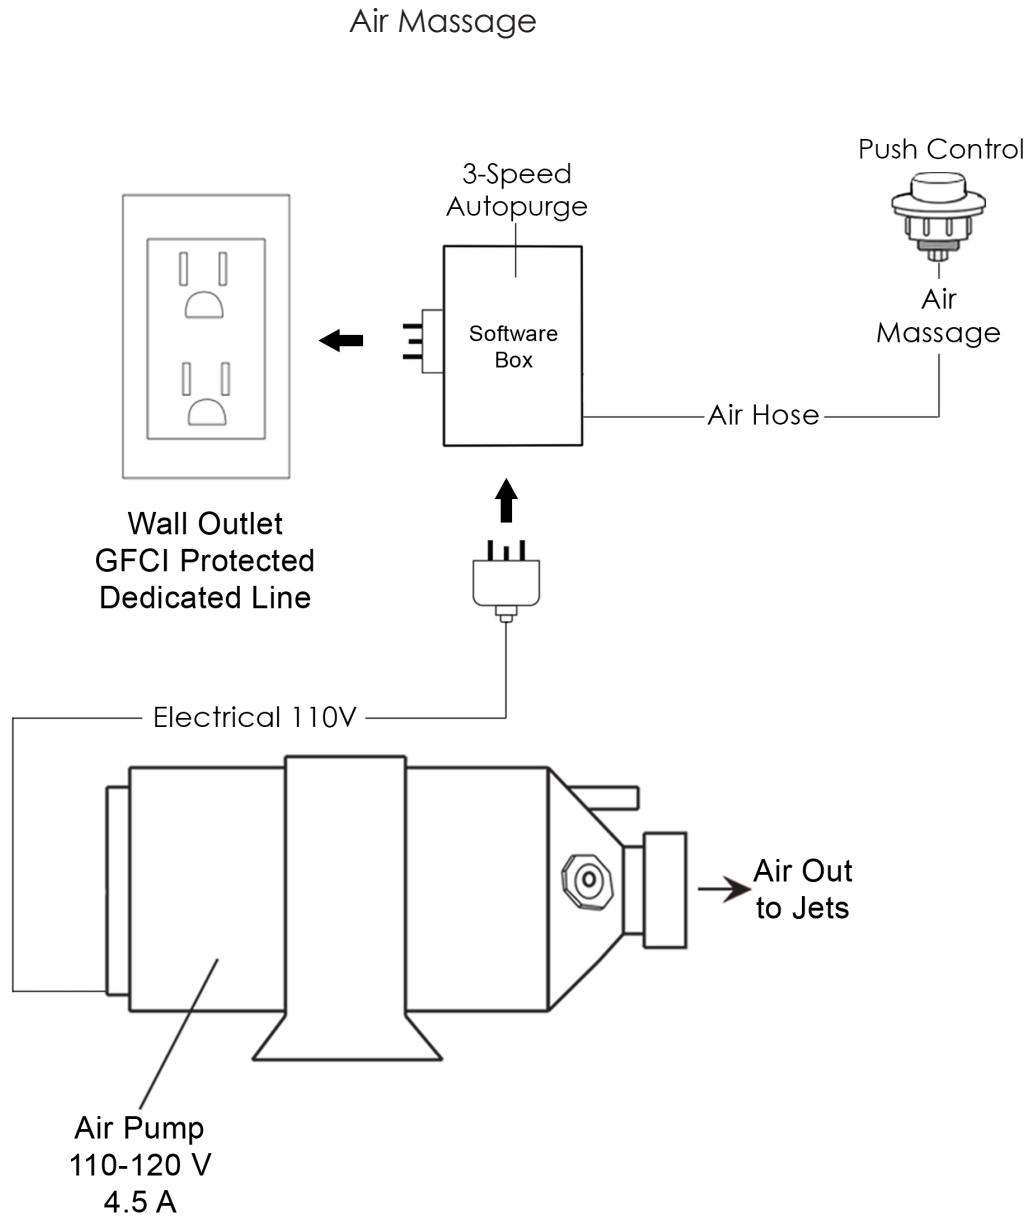 Air Massage
Push Control
3-Speed
Autopurge
Air
Massage
Software
Box
Air Hose
Wall Outlet
GFCI Protected
Dedicated Line
Electrical 110V
Air Out
to Jets
Air Pump
110-120 V
4.5 A